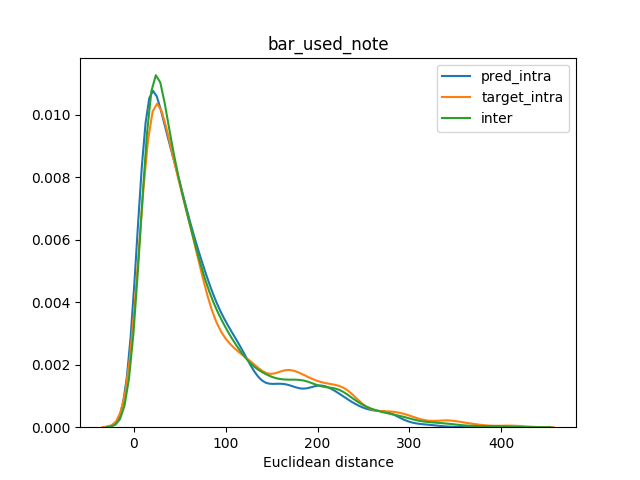 bar_used_note
pred_intra
target_intra
inter
0.010
0.008
0.006
0.004
0.002
0.000
0
100
200
300
400
Euclidean distance